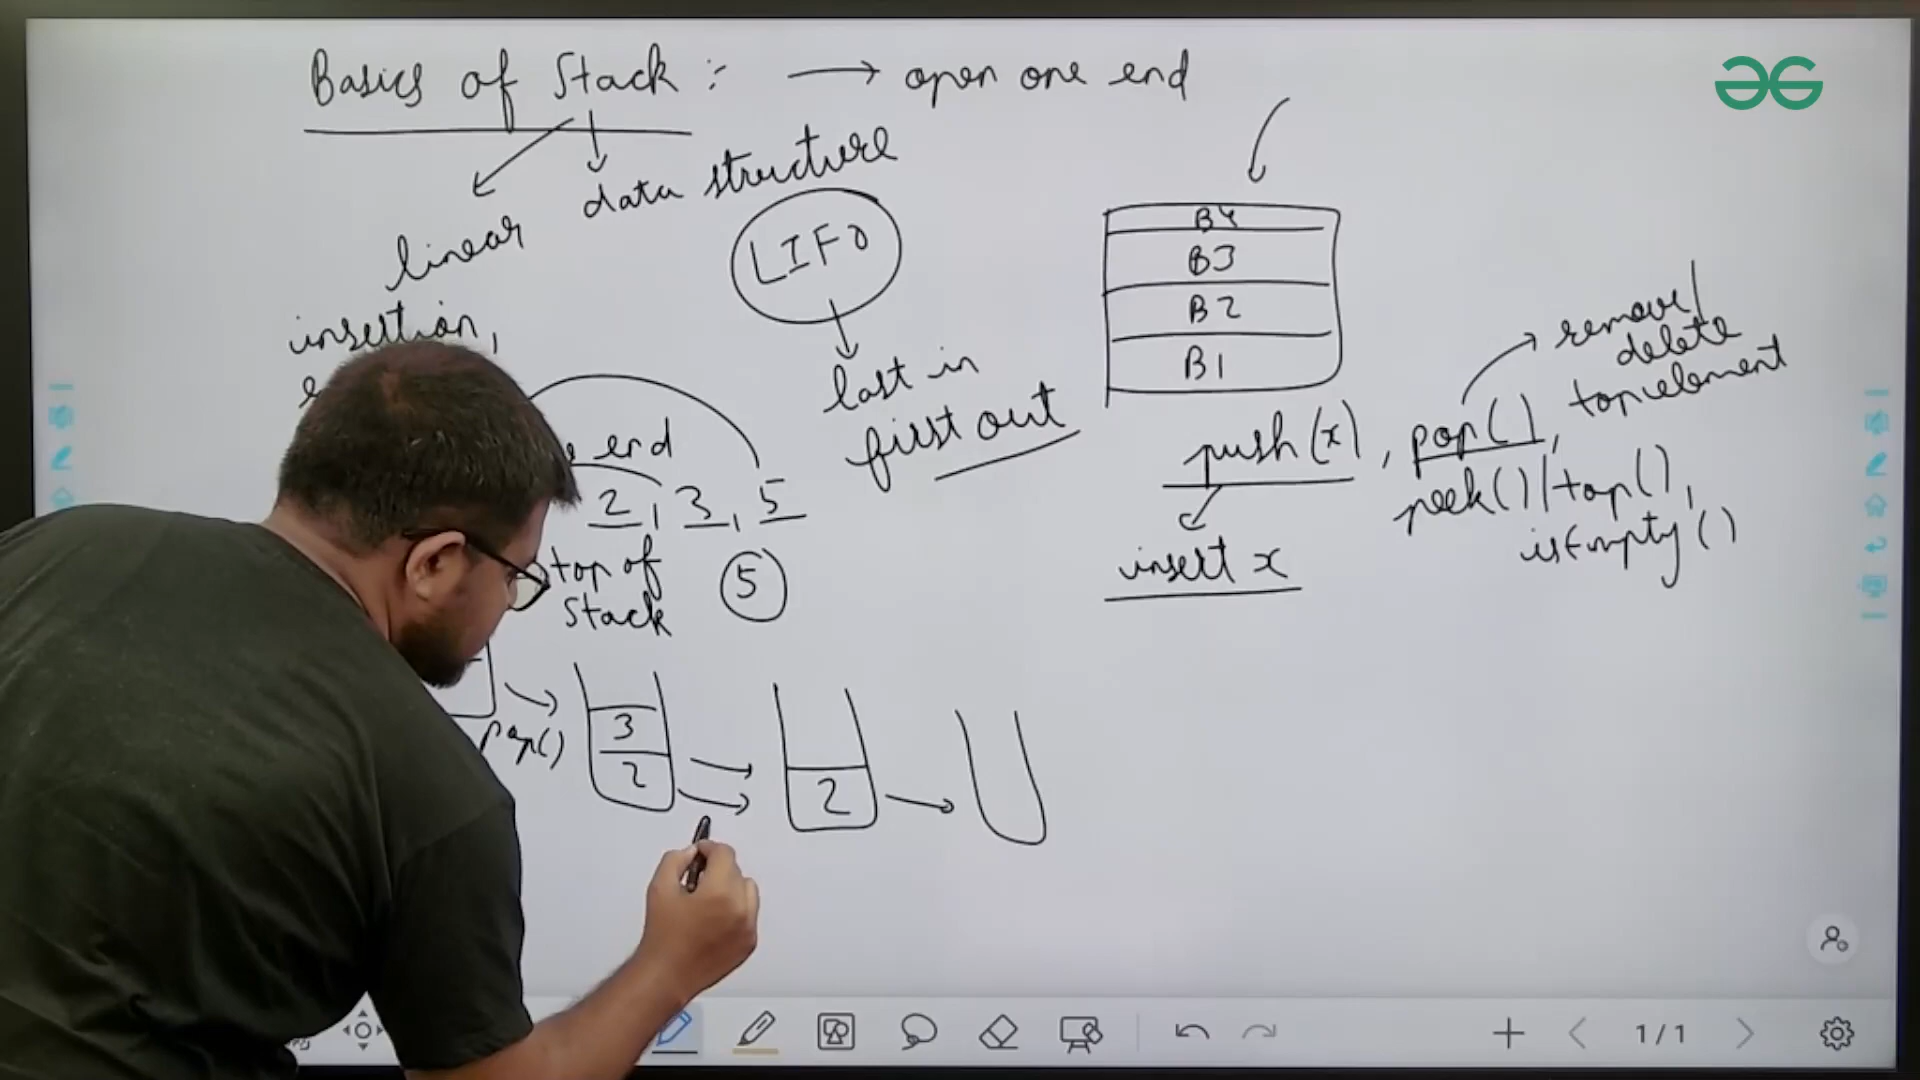 Basics of Stack :- → open one end
linear data structure
insertion,
LIFO
last in
first out
B4
B3
B2
B1
end
2, 3, 5
top of
Stack
5
push(x), pop(),
peek()/top(),
isEmpty()
insert x
remove/
delete
top element
pop()
3
2
2
1/1